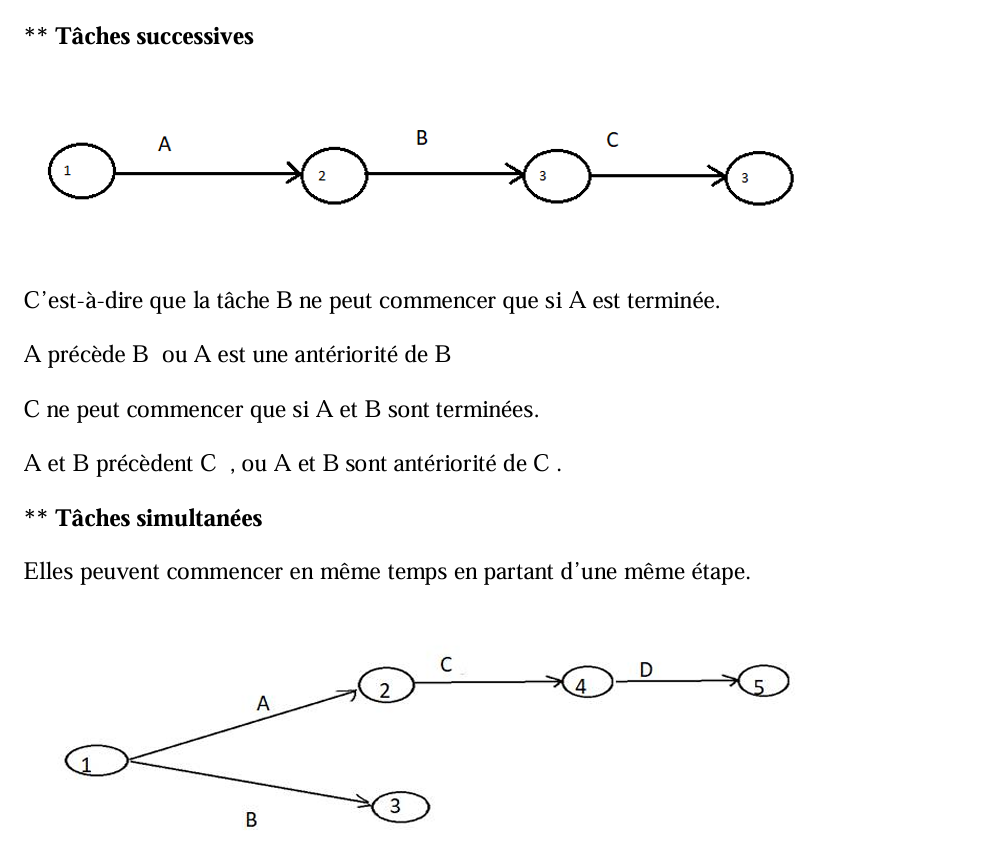 ** Tâches successives
A B C
1 2 3 3
C’est-à-dire que la tâche B ne peut commencer que si A est terminée.
A précède B ou A est une antériorité de B
C ne peut commencer que si A et B sont terminées.
A et B précèdent C , ou A et B sont antériorité de C .
** Tâches simultanées
Elles peuvent commencer en même temps en partant d’une même étape.
C D
2 4 5
A
1
3
B